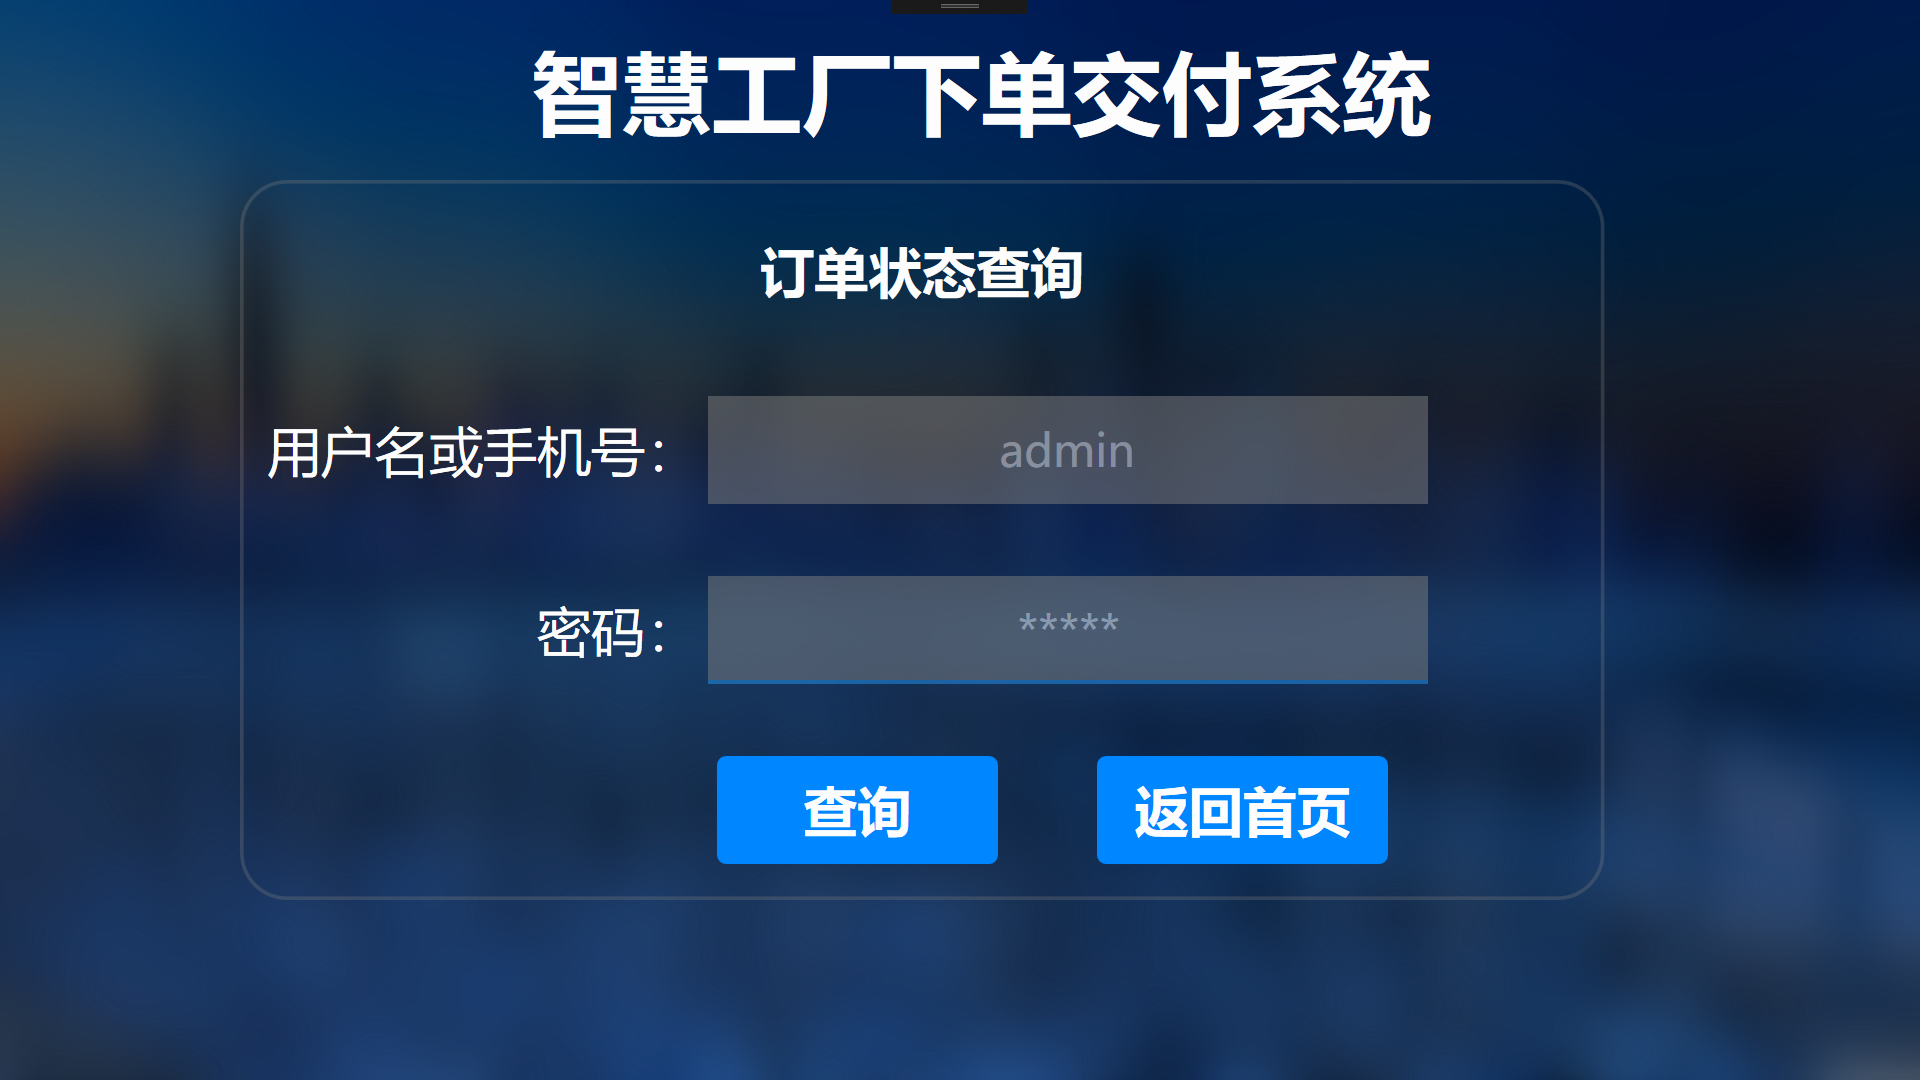 智慧工厂下单交付系统
订单状态查询
用户名或手机号：
admin
密码：
*****
查询
返回首页